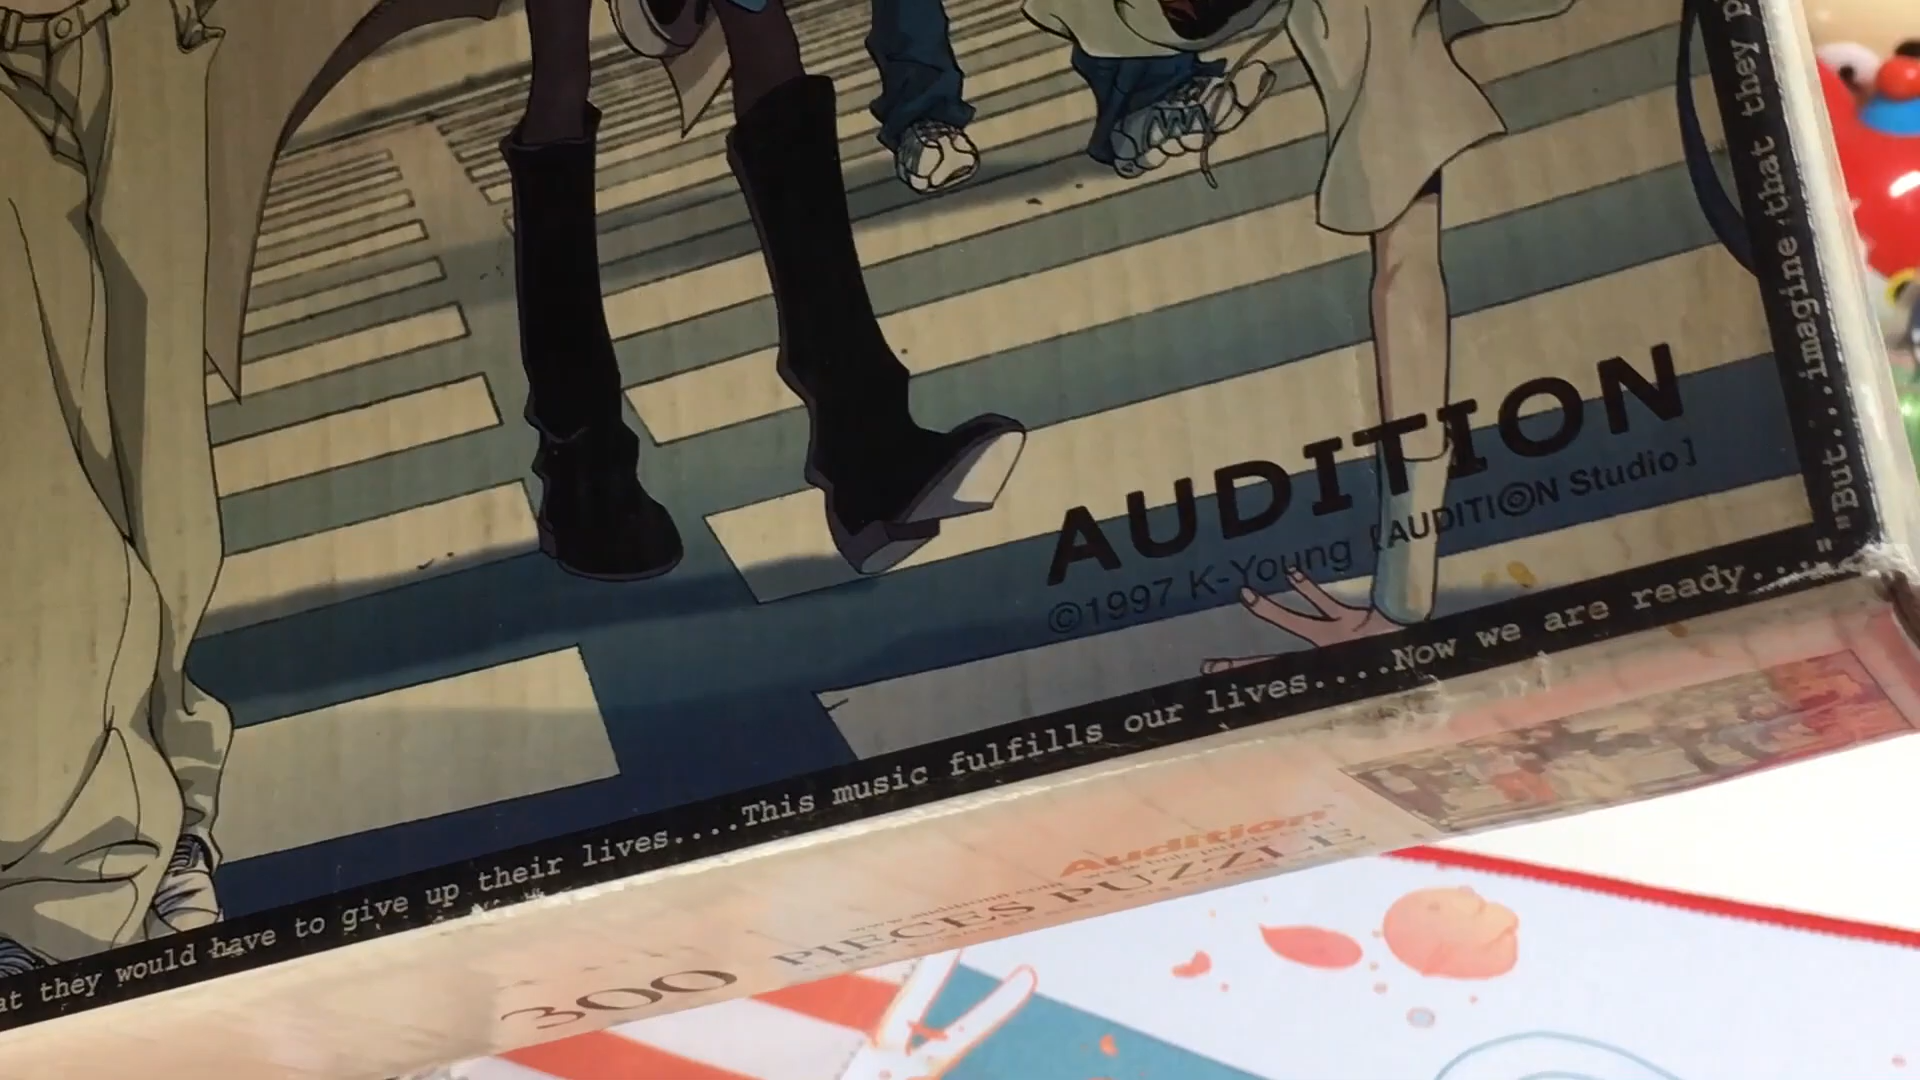 AUDITION
©1997 K-Young [AUDITION Studio]
"But...imagine that they p
at they would have to give up their lives....This music fulfills our lives....Now we are ready...."
Audition
300 PIECES PUZZLE